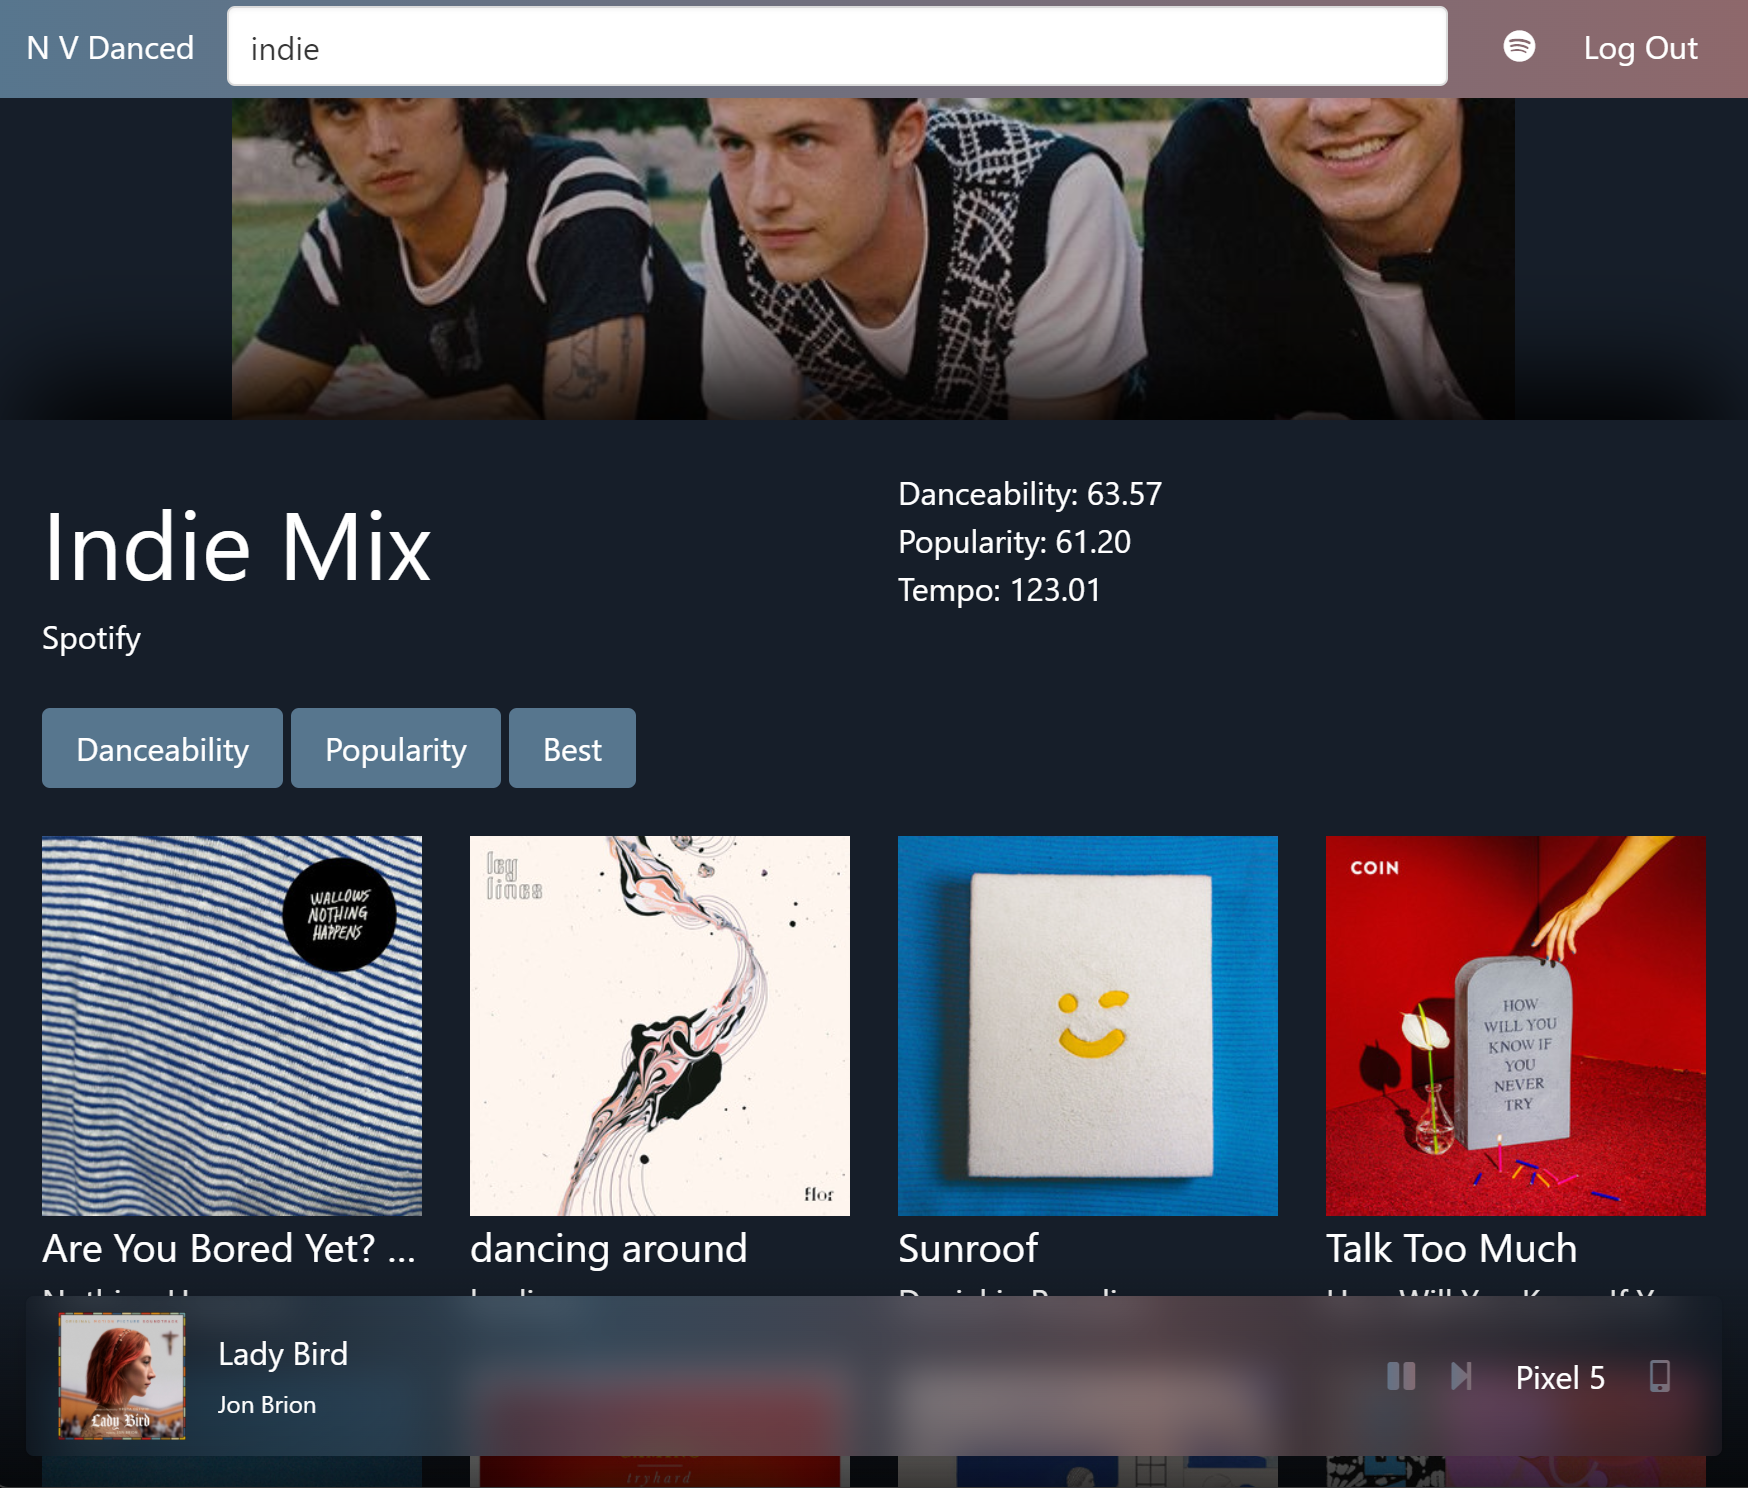 N V Danced
indie
Log Out
Indie Mix
Spotify
Danceability: 63.57
Popularity: 61.20
Tempo: 123.01
Danceability
Popularity
Best
WALLOWS
NOTHING
HAPPENS
ley
lines
flor
COIN
HOW
WILL YOU
KNOW IF
YOU
NEVER
TRY
Are You Bored Yet? ...
dancing around
Sunroof
Talk Too Much
Lady Bird
Lady Bird
Jon Brion
Pixel 5
tryhard